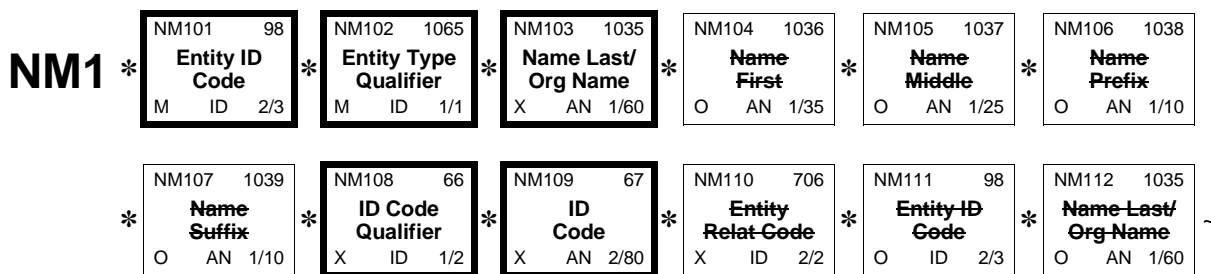 NM1 * NM101 98 * NM102 1065 * NM103 1035 * NM104 1036 * NM105 1037 * NM106 1038
Entity ID Entity Type Name Last/ Name Name Name
Code Qualifier Org Name First Middle Prefix
M ID 2/3 M ID 1/1 X AN 1/60 O AN 1/35 O AN 1/25 O AN 1/10
* NM107 1039 * NM108 66 * NM109 67 * NM110 706 * NM111 98 * NM112 1035 ~
Name ID Code ID Entity Entity ID Name Last/
Suffix Qualifier Code Relat Code Code Org Name
O AN 1/10 X ID 1/2 X AN 2/80 X ID 2/2 O ID 2/3 O AN 1/60